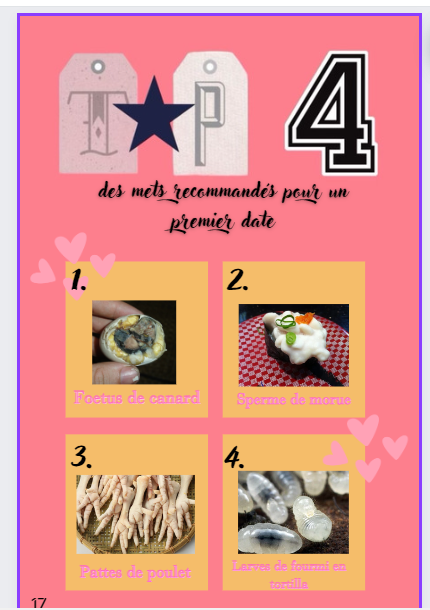 T★P 4
des mets recommandés pour un
premier date
1.
2.
Foetus de canard
Sperme de morue
3.
4.
Pattes de poulet
Larves de fourmi en
tortilla
17